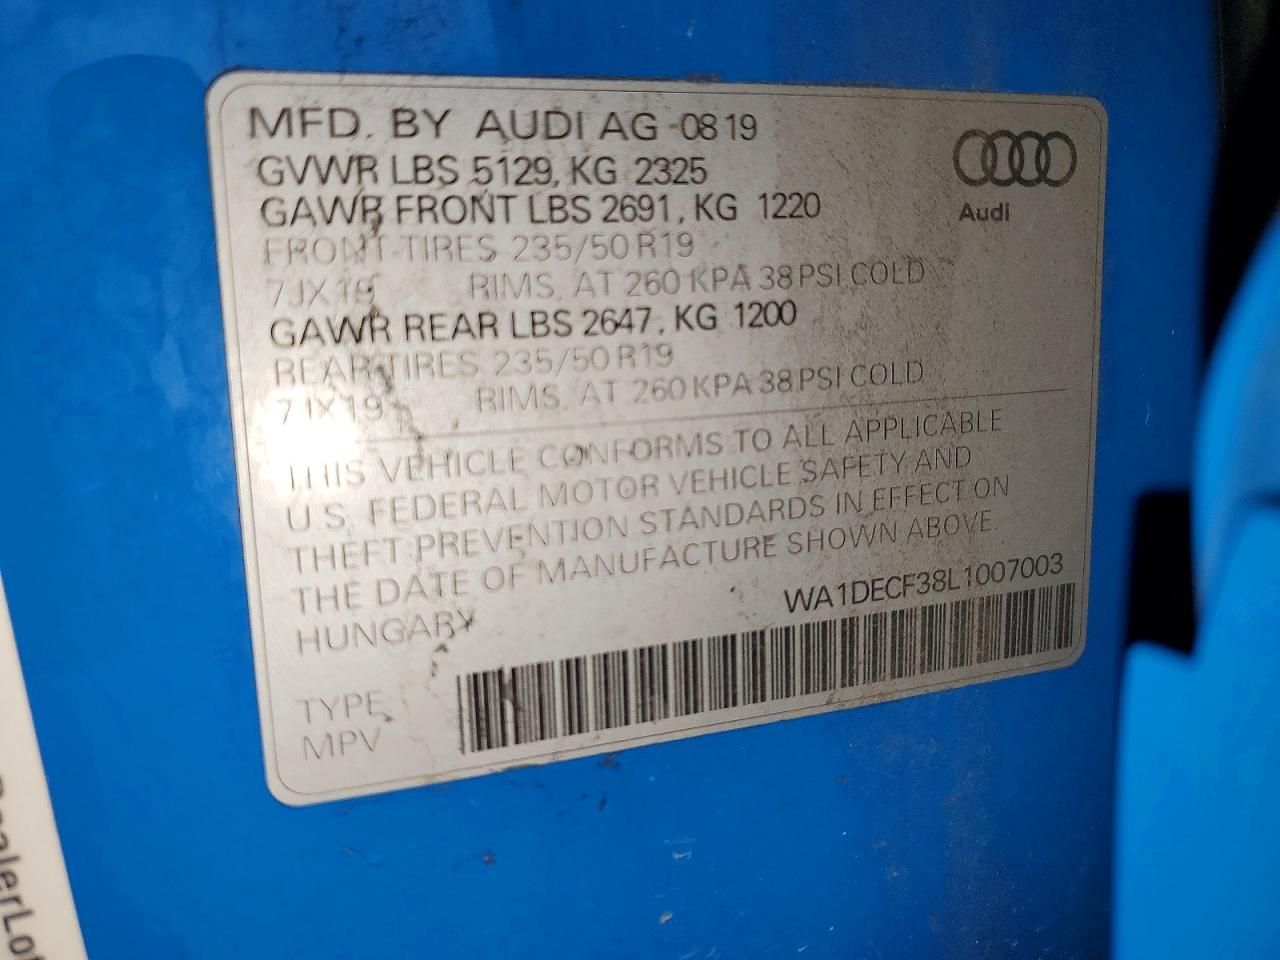 MFD. BY AUDI AG -08 19
GVWR LBS 5129, KG 2325
GAWR FRONT LBS 2691, KG 1220
FRONT TIRES 235/50 R19
7JX19 RIMS, AT 260 KPA 38 PSI COLD
GAWR REAR LBS 2647, KG 1200
REAR TIRES 235/50 R19
7JX19 RIMS, AT 260 KPA 38 PSI COLD
THIS VEHICLE CONFORMS TO ALL APPLICABLE
U.S. FEDERAL MOTOR VEHICLE SAFETY AND
THEFT PREVENTION STANDARDS IN EFFECT ON
THE DATE OF MANUFACTURE SHOWN ABOVE.
HUNGARY
WA1DECF38L1007003
TYPE
MPV
Audi
DealerLot